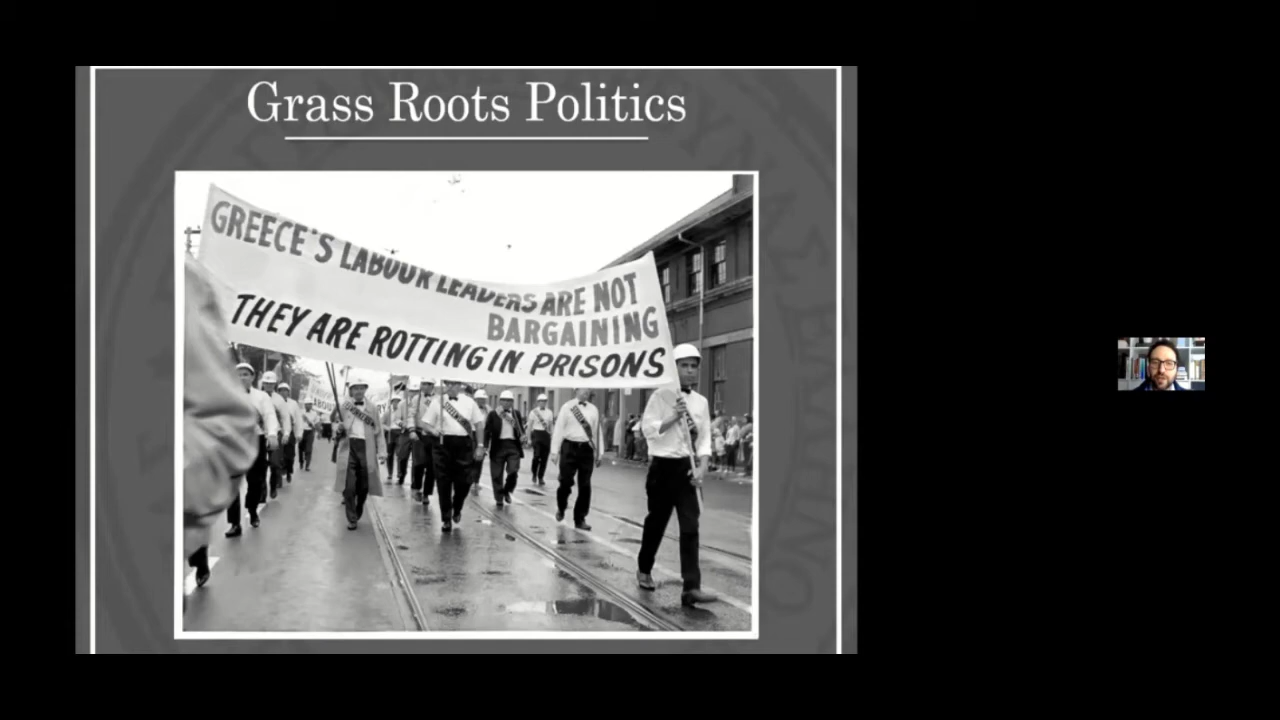 Grass Roots Politics
GREECE'S LABOUR LEADERS ARE NOT
BARGAINING
THEY ARE ROTTING IN PRISONS